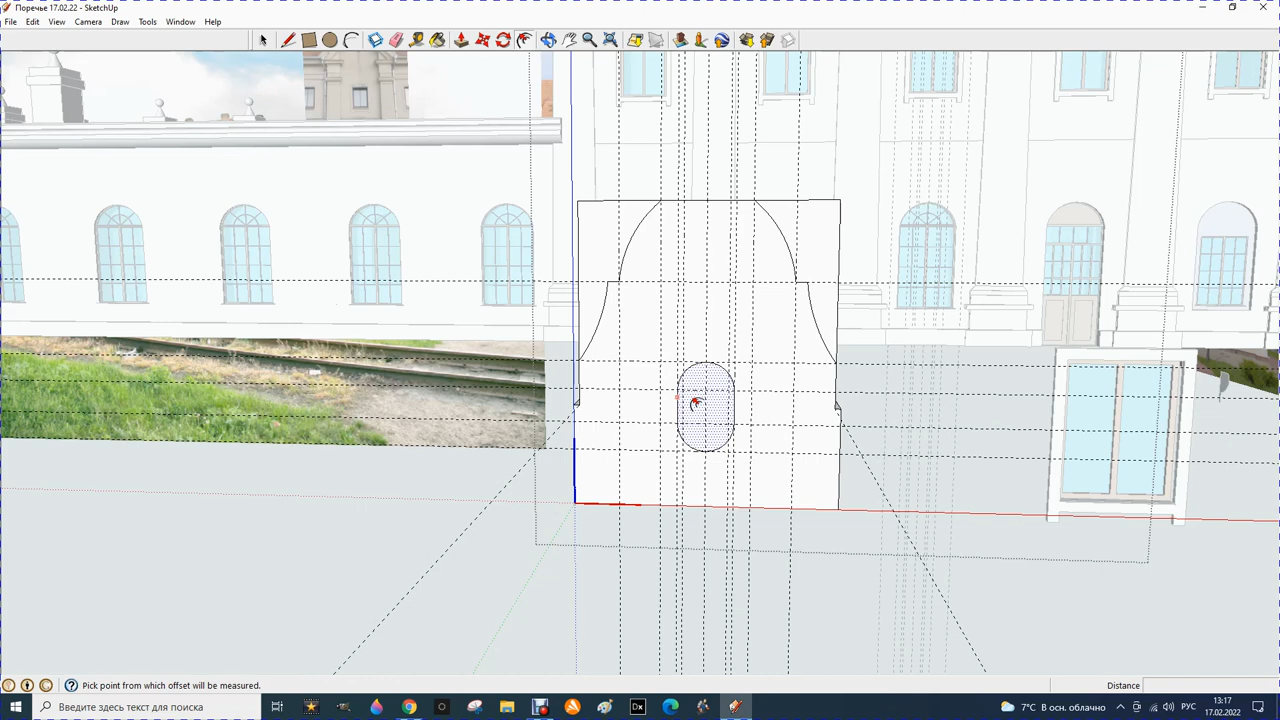 Поречье 17.02.22 - SketchUp
File Edit View Camera Draw Tools Window Help
Pick point from which offset will be measured.
Distance
Введите здесь текст для поиска
Dx
7°C В осн. облачно
РУС
13:17
17.02.2022